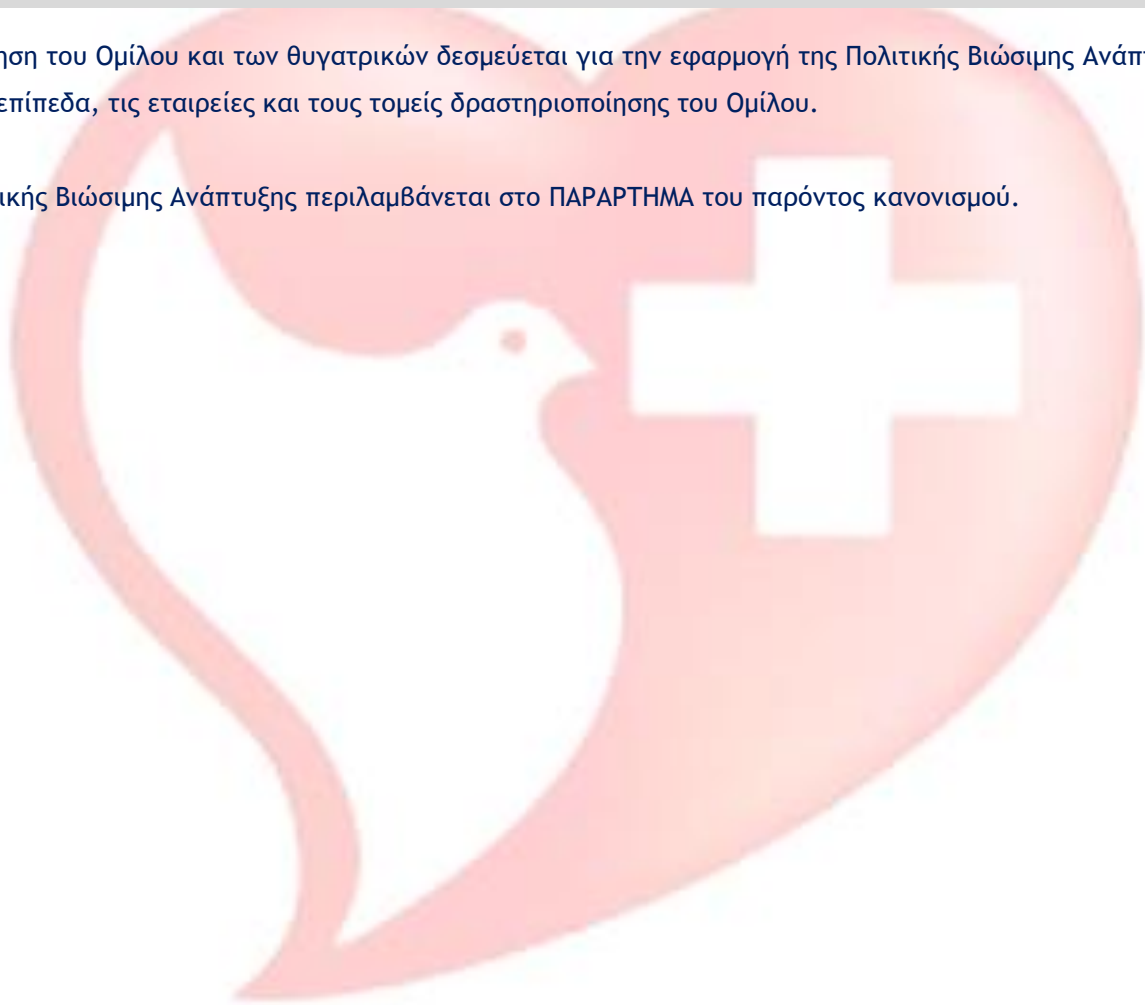 ηση του Ομίλου και των θυγατρικών δεσμεύεται για την εφαρμογή της Πολιτικής Βιώσιμης Ανάπτ
επίπεδα, τις εταιρείες και τους τομείς δραστηριοποίησης του Ομίλου.
ικής Βιώσιμης Ανάπτυξης περιλαμβάνεται στο ΠΑΡΑΡΤΗΜΑ του παρόντος κανονισμού.